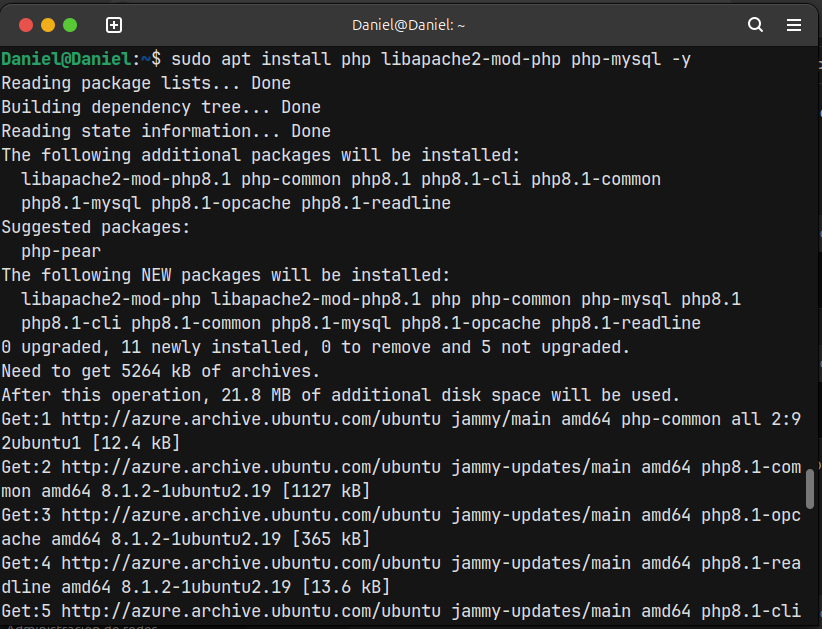 Daniel@Daniel: ~
Daniel@Daniel:~$ sudo apt install php libapache2-mod-php php-mysql -y
Reading package lists... Done
Building dependency tree... Done
Reading state information... Done
The following additional packages will be installed:
  libapache2-mod-php8.1 php-common php8.1 php8.1-cli php8.1-common
  php8.1-mysql php8.1-opcache php8.1-readline
Suggested packages:
  php-pear
The following NEW packages will be installed:
  libapache2-mod-php libapache2-mod-php8.1 php php-common php-mysql php8.1
  php8.1-cli php8.1-common php8.1-mysql php8.1-opcache php8.1-readline
0 upgraded, 11 newly installed, 0 to remove and 5 not upgraded.
Need to get 5264 kB of archives.
After this operation, 21.8 MB of additional disk space will be used.
Get:1 http://azure.archive.ubuntu.com/ubuntu jammy/main amd64 php-common all 2:9
2ubuntu1 [12.4 kB]
Get:2 http://azure.archive.ubuntu.com/ubuntu jammy-updates/main amd64 php8.1-com
mon amd64 8.1.2-1ubuntu2.19 [1127 kB]
Get:3 http://azure.archive.ubuntu.com/ubuntu jammy-updates/main amd64 php8.1-opc
ache amd64 8.1.2-1ubuntu2.19 [365 kB]
Get:4 http://azure.archive.ubuntu.com/ubuntu jammy-updates/main amd64 php8.1-rea
dline amd64 8.1.2-1ubuntu2.19 [13.6 kB]
Get:5 http://azure.archive.ubuntu.com/ubuntu jammy-updates/main amd64 php8.1-cli